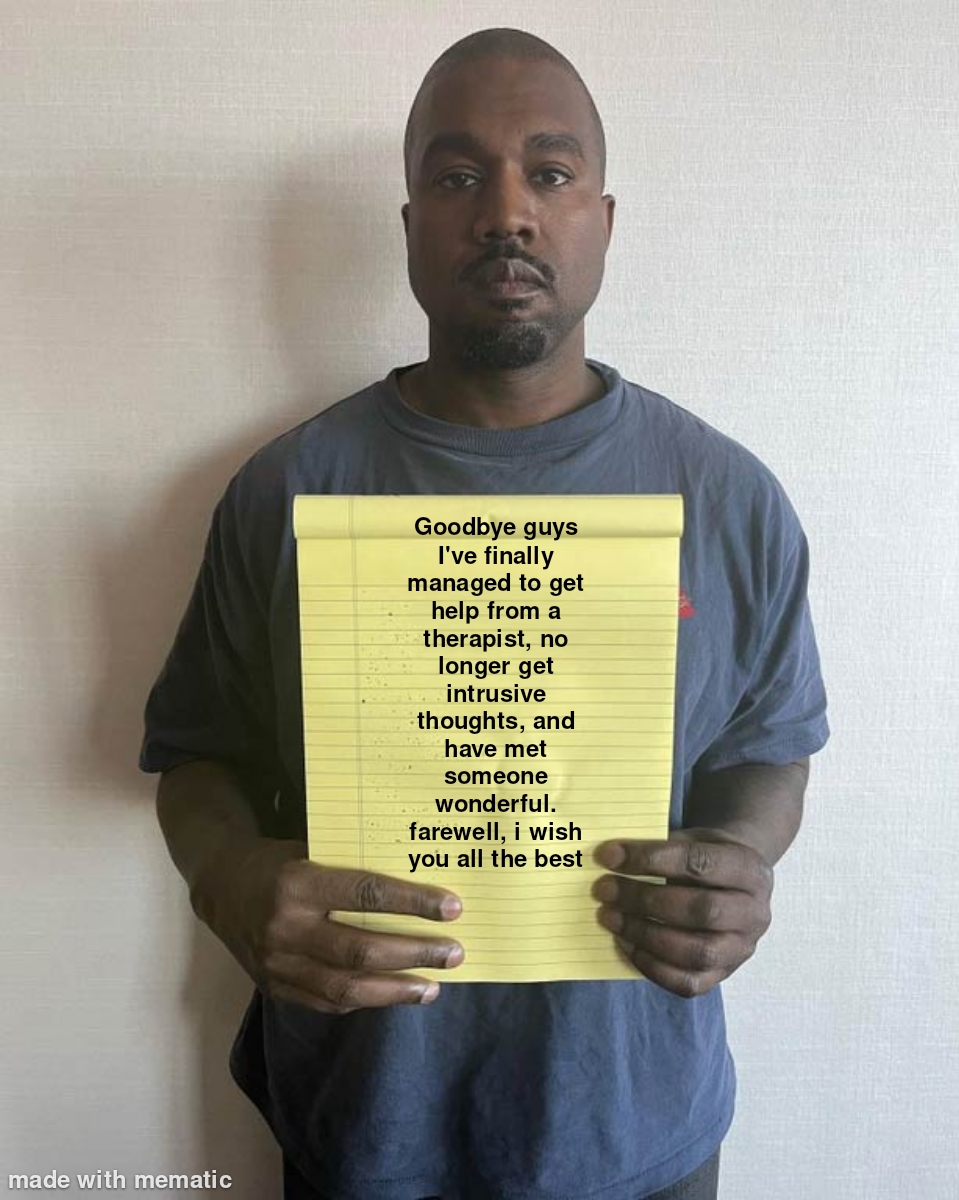 Goodbye guys
I've finally
managed to get
help from a
therapist, no
longer get
intrusive
thoughts, and
have met
someone
wonderful.
farewell, i wish
you all the best
made with mematic